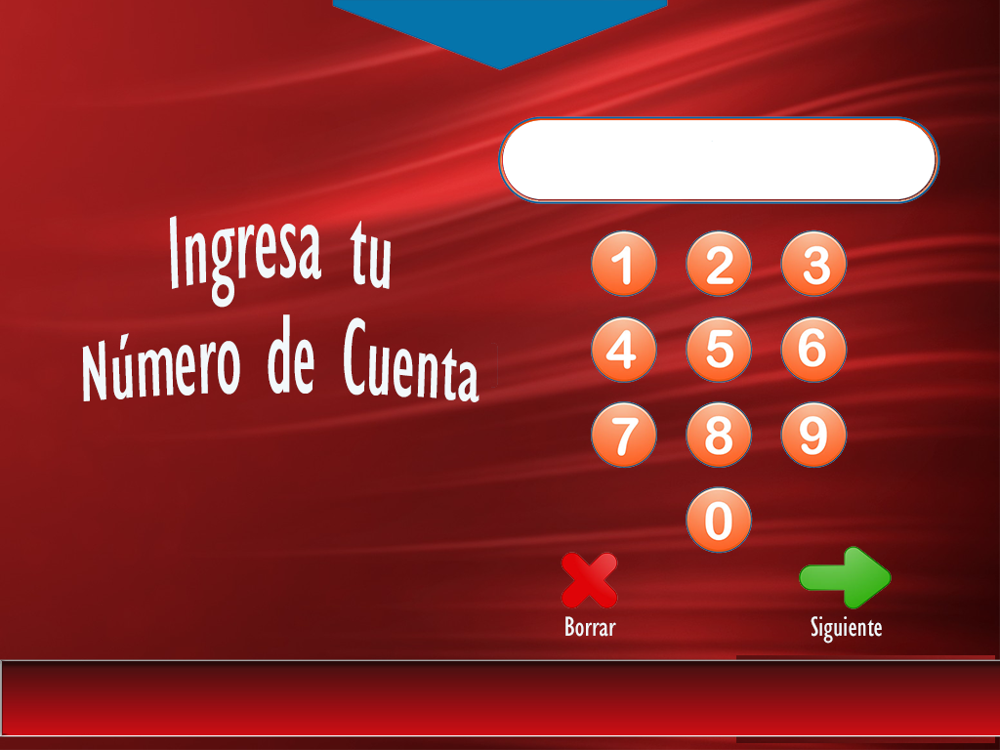 Ingresa tu
Número de Cuenta
1 2 3
4 5 6
7 8 9
0
Borrar
Siguiente